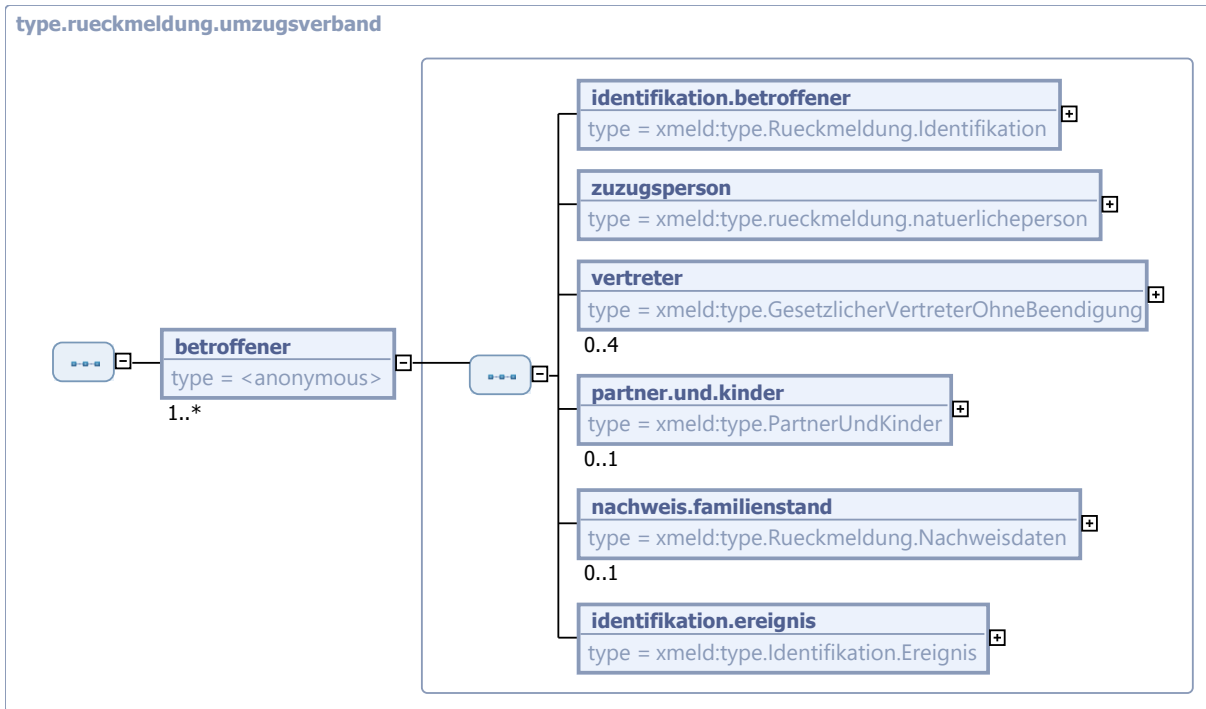 type.rueckmeldung.umzugsverband
identifikation.betroffener
type = xmeld:type.Rueckmeldung.Identifikation
zuzugsperson
type = xmeld:type.rueckmeldung.natuerlicheperson
vertreter
type = xmeld:type.GesetzlicherVertreterOhneBeendigung
0..4
betroffener
type = <anonymous>
1..*
partner.und.kinder
type = xmeld:type.PartnerUndKinder
0..1
nachweis.familienstand
type = xmeld:type.Rueckmeldung.Nachweisdaten
0..1
identifikation.ereignis
type = xmeld:type.Identifikation.Ereignis